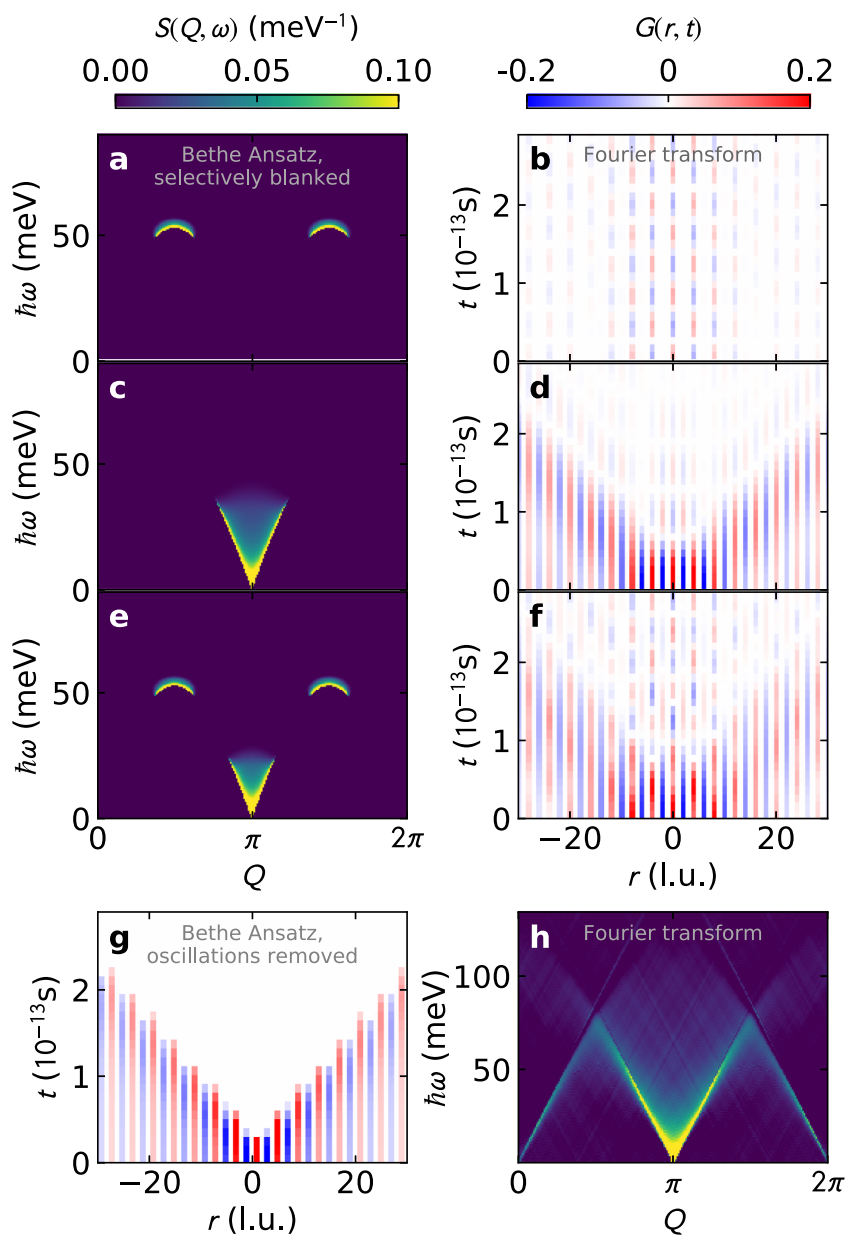 S(Q, ω) (meV⁻¹)
G(r, t)
0.00 0.05 0.10
-0.2 0 0.2
a
Bethe Ansatz,
selectively blanked
ħω (meV)
50
0
b
Fourier transform
t (10⁻¹³s)
2
1
0
c
ħω (meV)
50
0
d
t (10⁻¹³s)
2
1
0
e
ħω (meV)
50
0
0 π 2π
Q
f
t (10⁻¹³s)
2
1
0
−20 0 20
r (l.u.)
g
Bethe Ansatz,
oscillations removed
t (10⁻¹³s)
2
1
0
−20 0 20
r (l.u.)
h
Fourier transform
ħω (meV)
100
50
0 π 2π
Q